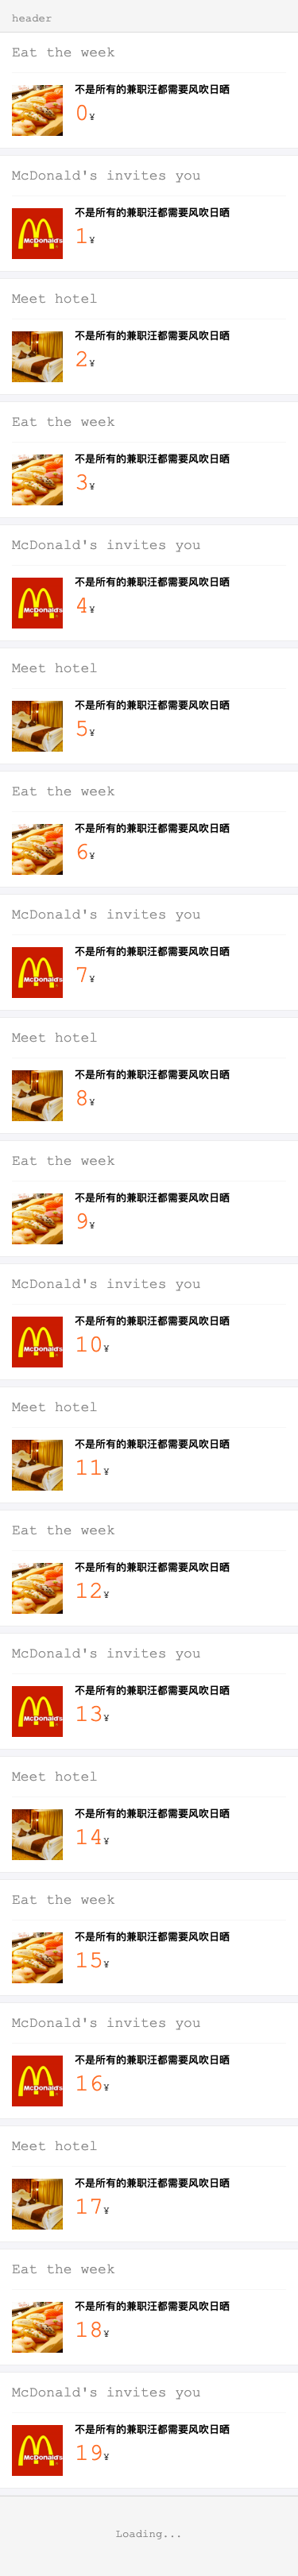 header
Eat the week
不是所有的兼职汪都需要风吹日晒
0¥
McDonald's invites you
McDonald's
不是所有的兼职汪都需要风吹日晒
1¥
Meet hotel
不是所有的兼职汪都需要风吹日晒
2¥
Eat the week
不是所有的兼职汪都需要风吹日晒
3¥
McDonald's invites you
McDonald's
不是所有的兼职汪都需要风吹日晒
4¥
Meet hotel
不是所有的兼职汪都需要风吹日晒
5¥
Eat the week
不是所有的兼职汪都需要风吹日晒
6¥
McDonald's invites you
McDonald's
不是所有的兼职汪都需要风吹日晒
7¥
Meet hotel
不是所有的兼职汪都需要风吹日晒
8¥
Eat the week
不是所有的兼职汪都需要风吹日晒
9¥
McDonald's invites you
McDonald's
不是所有的兼职汪都需要风吹日晒
10¥
Meet hotel
不是所有的兼职汪都需要风吹日晒
11¥
Eat the week
不是所有的兼职汪都需要风吹日晒
12¥
McDonald's invites you
McDonald's
不是所有的兼职汪都需要风吹日晒
13¥
Meet hotel
不是所有的兼职汪都需要风吹日晒
14¥
Eat the week
不是所有的兼职汪都需要风吹日晒
15¥
McDonald's invites you
McDonald's
不是所有的兼职汪都需要风吹日晒
16¥
Meet hotel
不是所有的兼职汪都需要风吹日晒
17¥
Eat the week
不是所有的兼职汪都需要风吹日晒
18¥
McDonald's invites you
McDonald's
不是所有的兼职汪都需要风吹日晒
19¥
Loading...